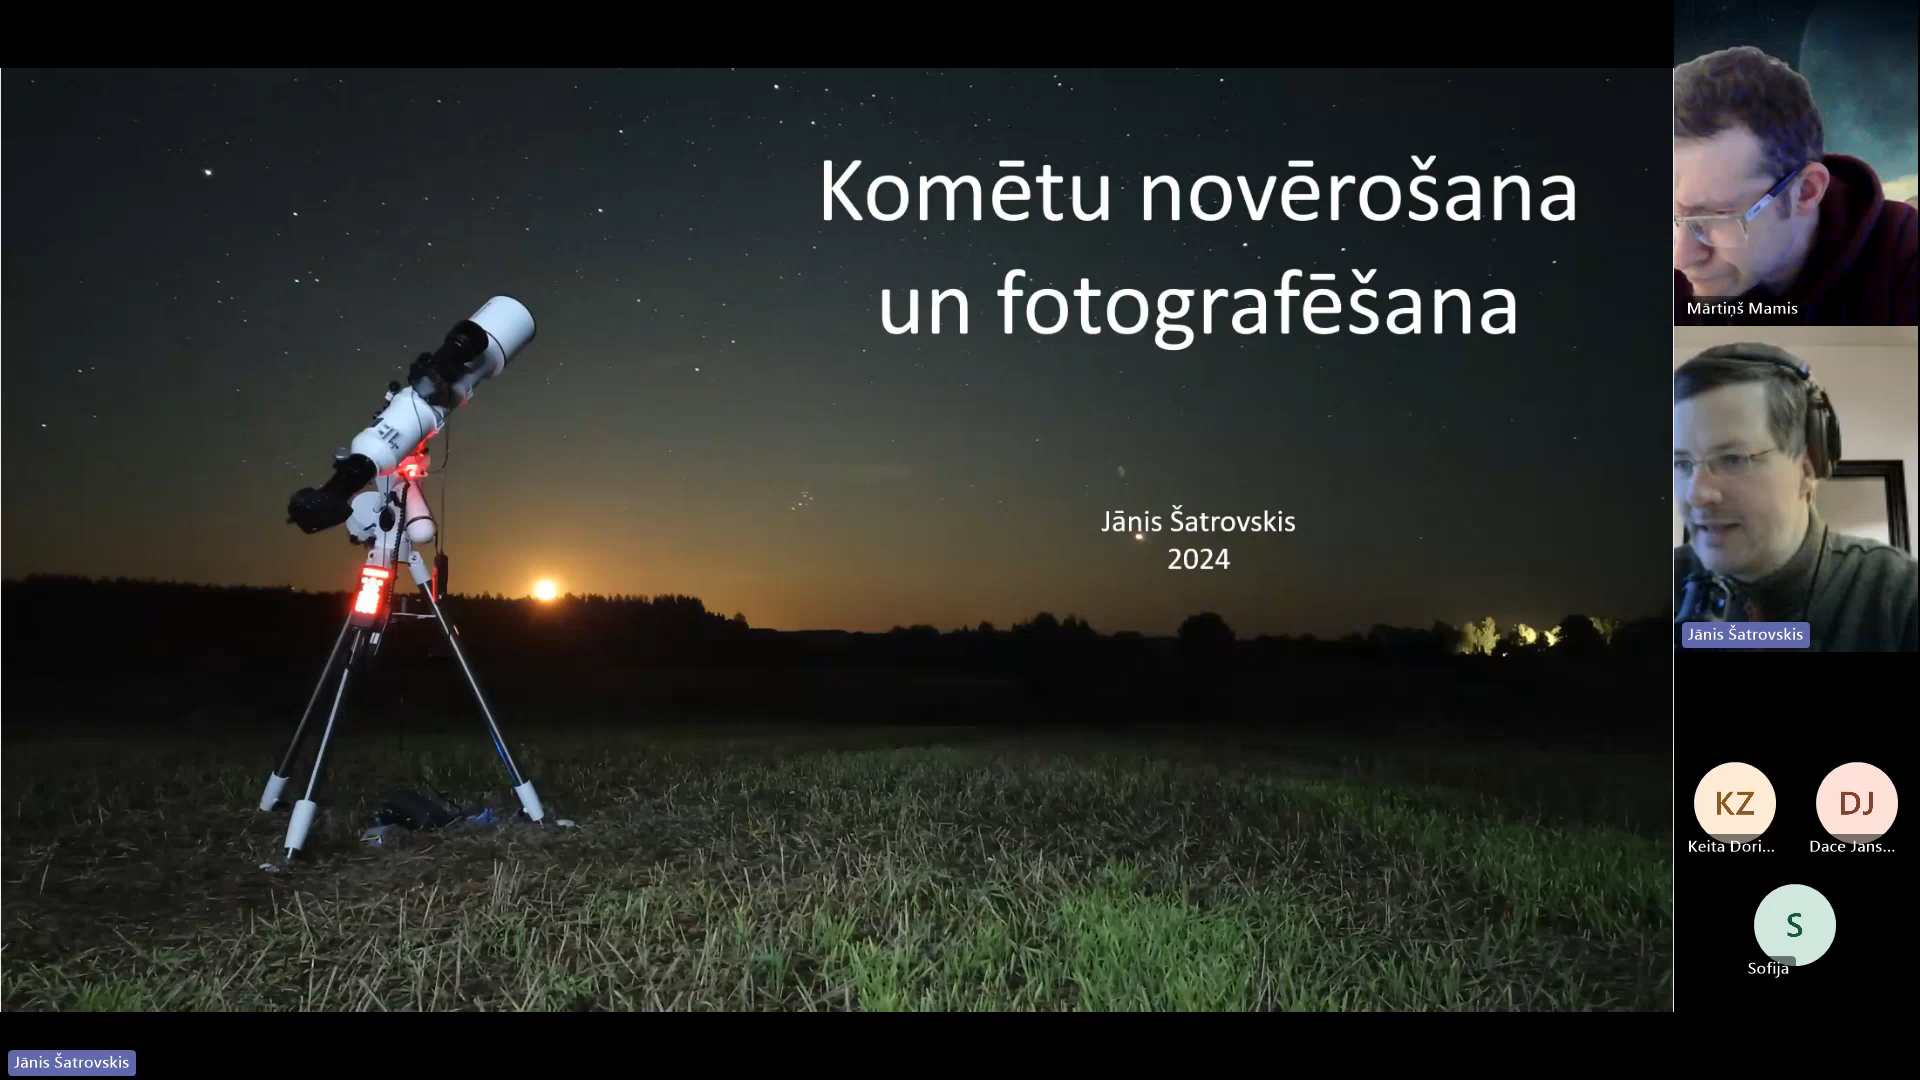 Komētu novērošana
un fotografēšana
Jānis Šatrovskis
2024
Mārtiņš Mamis
Jānis Šatrovskis
KZ
DJ
Keita Dori...
Dace Jans...
S
Sofija
Jānis Šatrovskis